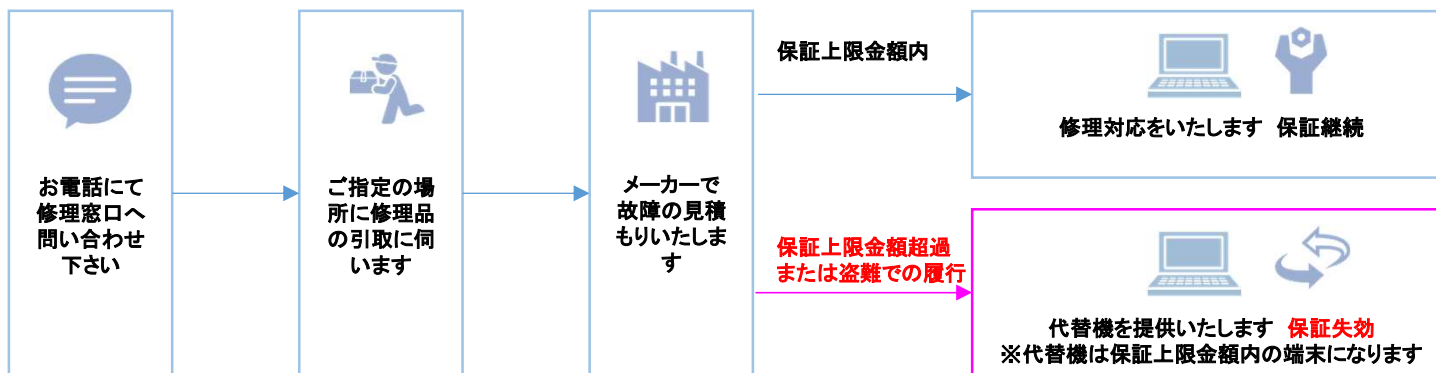 お電話にて
修理窓口へ
問い合わせ
下さい
ご指定の場
所に修理品
の引取に伺
います
メーカーで
故障の見積
もりいたしま
す
保証上限金額内
修理対応をいたします 保証継続
保証上限金額超過
または盗難での履行
代替機を提供いたします 保証失効
※代替機は保証上限金額内の端末になります